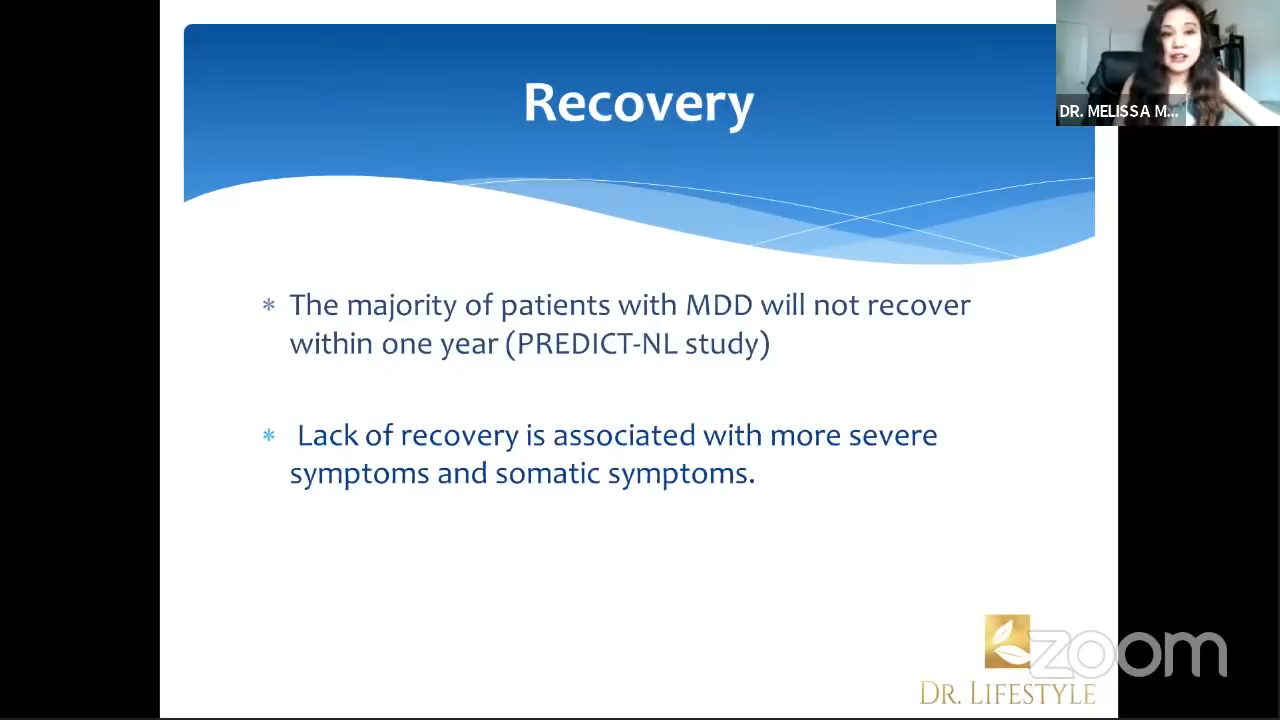 Recovery
DR. MELISSA M...
* The majority of patients with MDD will not recover
within one year (PREDICT-NL study)
* Lack of recovery is associated with more severe
symptoms and somatic symptoms.
zoom
DR. LIFESTYLE